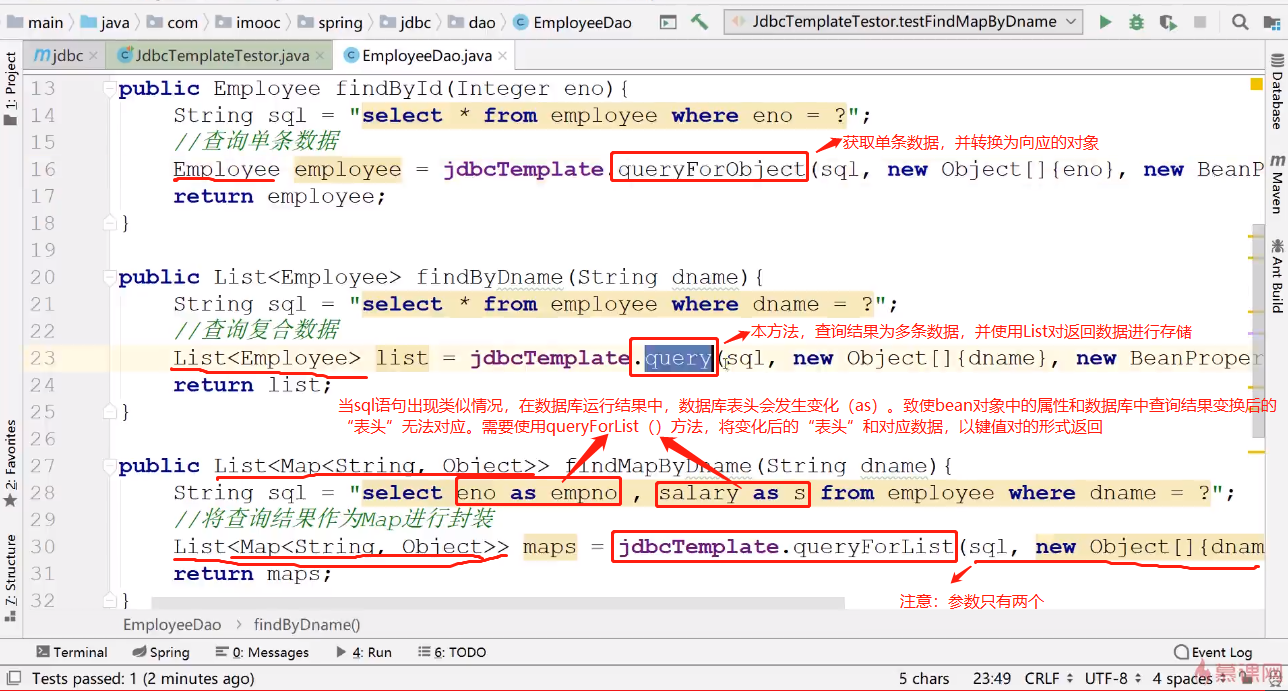 main java com imooc spring jdbc dao EmployeeDao JdbcTemplateTestor.testFindMapByDname
jdbc JdbcTemplateTestor.java EmployeeDao.java
1: Project
Database
Maven
Ant Build
2: Favorites
Z: Structure
13 public Employee findById(Integer eno){
14 String sql = "select * from employee where eno = ?";
15 //查询单条数据
获取单条数据，并转换为向应的对象
16 Employee employee = jdbcTemplate.queryForObject(sql, new Object[]{eno}, new BeanP
17 return employee;
18 }
19
20 public List<Employee> findByDname(String dname){
21 String sql = "select * from employee where dname = ?";
22 //查询复合数据
本方法，查询结果为多条数据，并使用List对返回数据进行存储
23 List<Employee> list = jdbcTemplate.query(sql, new Object[]{dname}, new BeanProper
24 return list;
25 }
当sql语句出现类似情况，在数据库运行结果中，数据库表头会发生变化（as）。致使bean对象中的属性和数据库中查询结果变换后的
“表头”无法对应。需要使用queryForList（）方法，将变化后的“表头”和对应数据，以键值对的形式返回
26
27 public List<Map<String, Object>> findMapByDname(String dname){
28 String sql = "select eno as empno , salary as s from employee where dname = ?";
29 //将查询结果作为Map进行封装
30 List<Map<String, Object>> maps = jdbcTemplate.queryForList(sql, new Object[]{dnam
31 return maps;
注意：参数只有两个
32 }
EmployeeDao › findByDname()
Terminal Spring 0: Messages 4: Run 6: TODO Event Log
Tests passed: 1 (2 minutes ago) 5 chars 23:49 CRLF UTF-8 4 spaces
慕课网